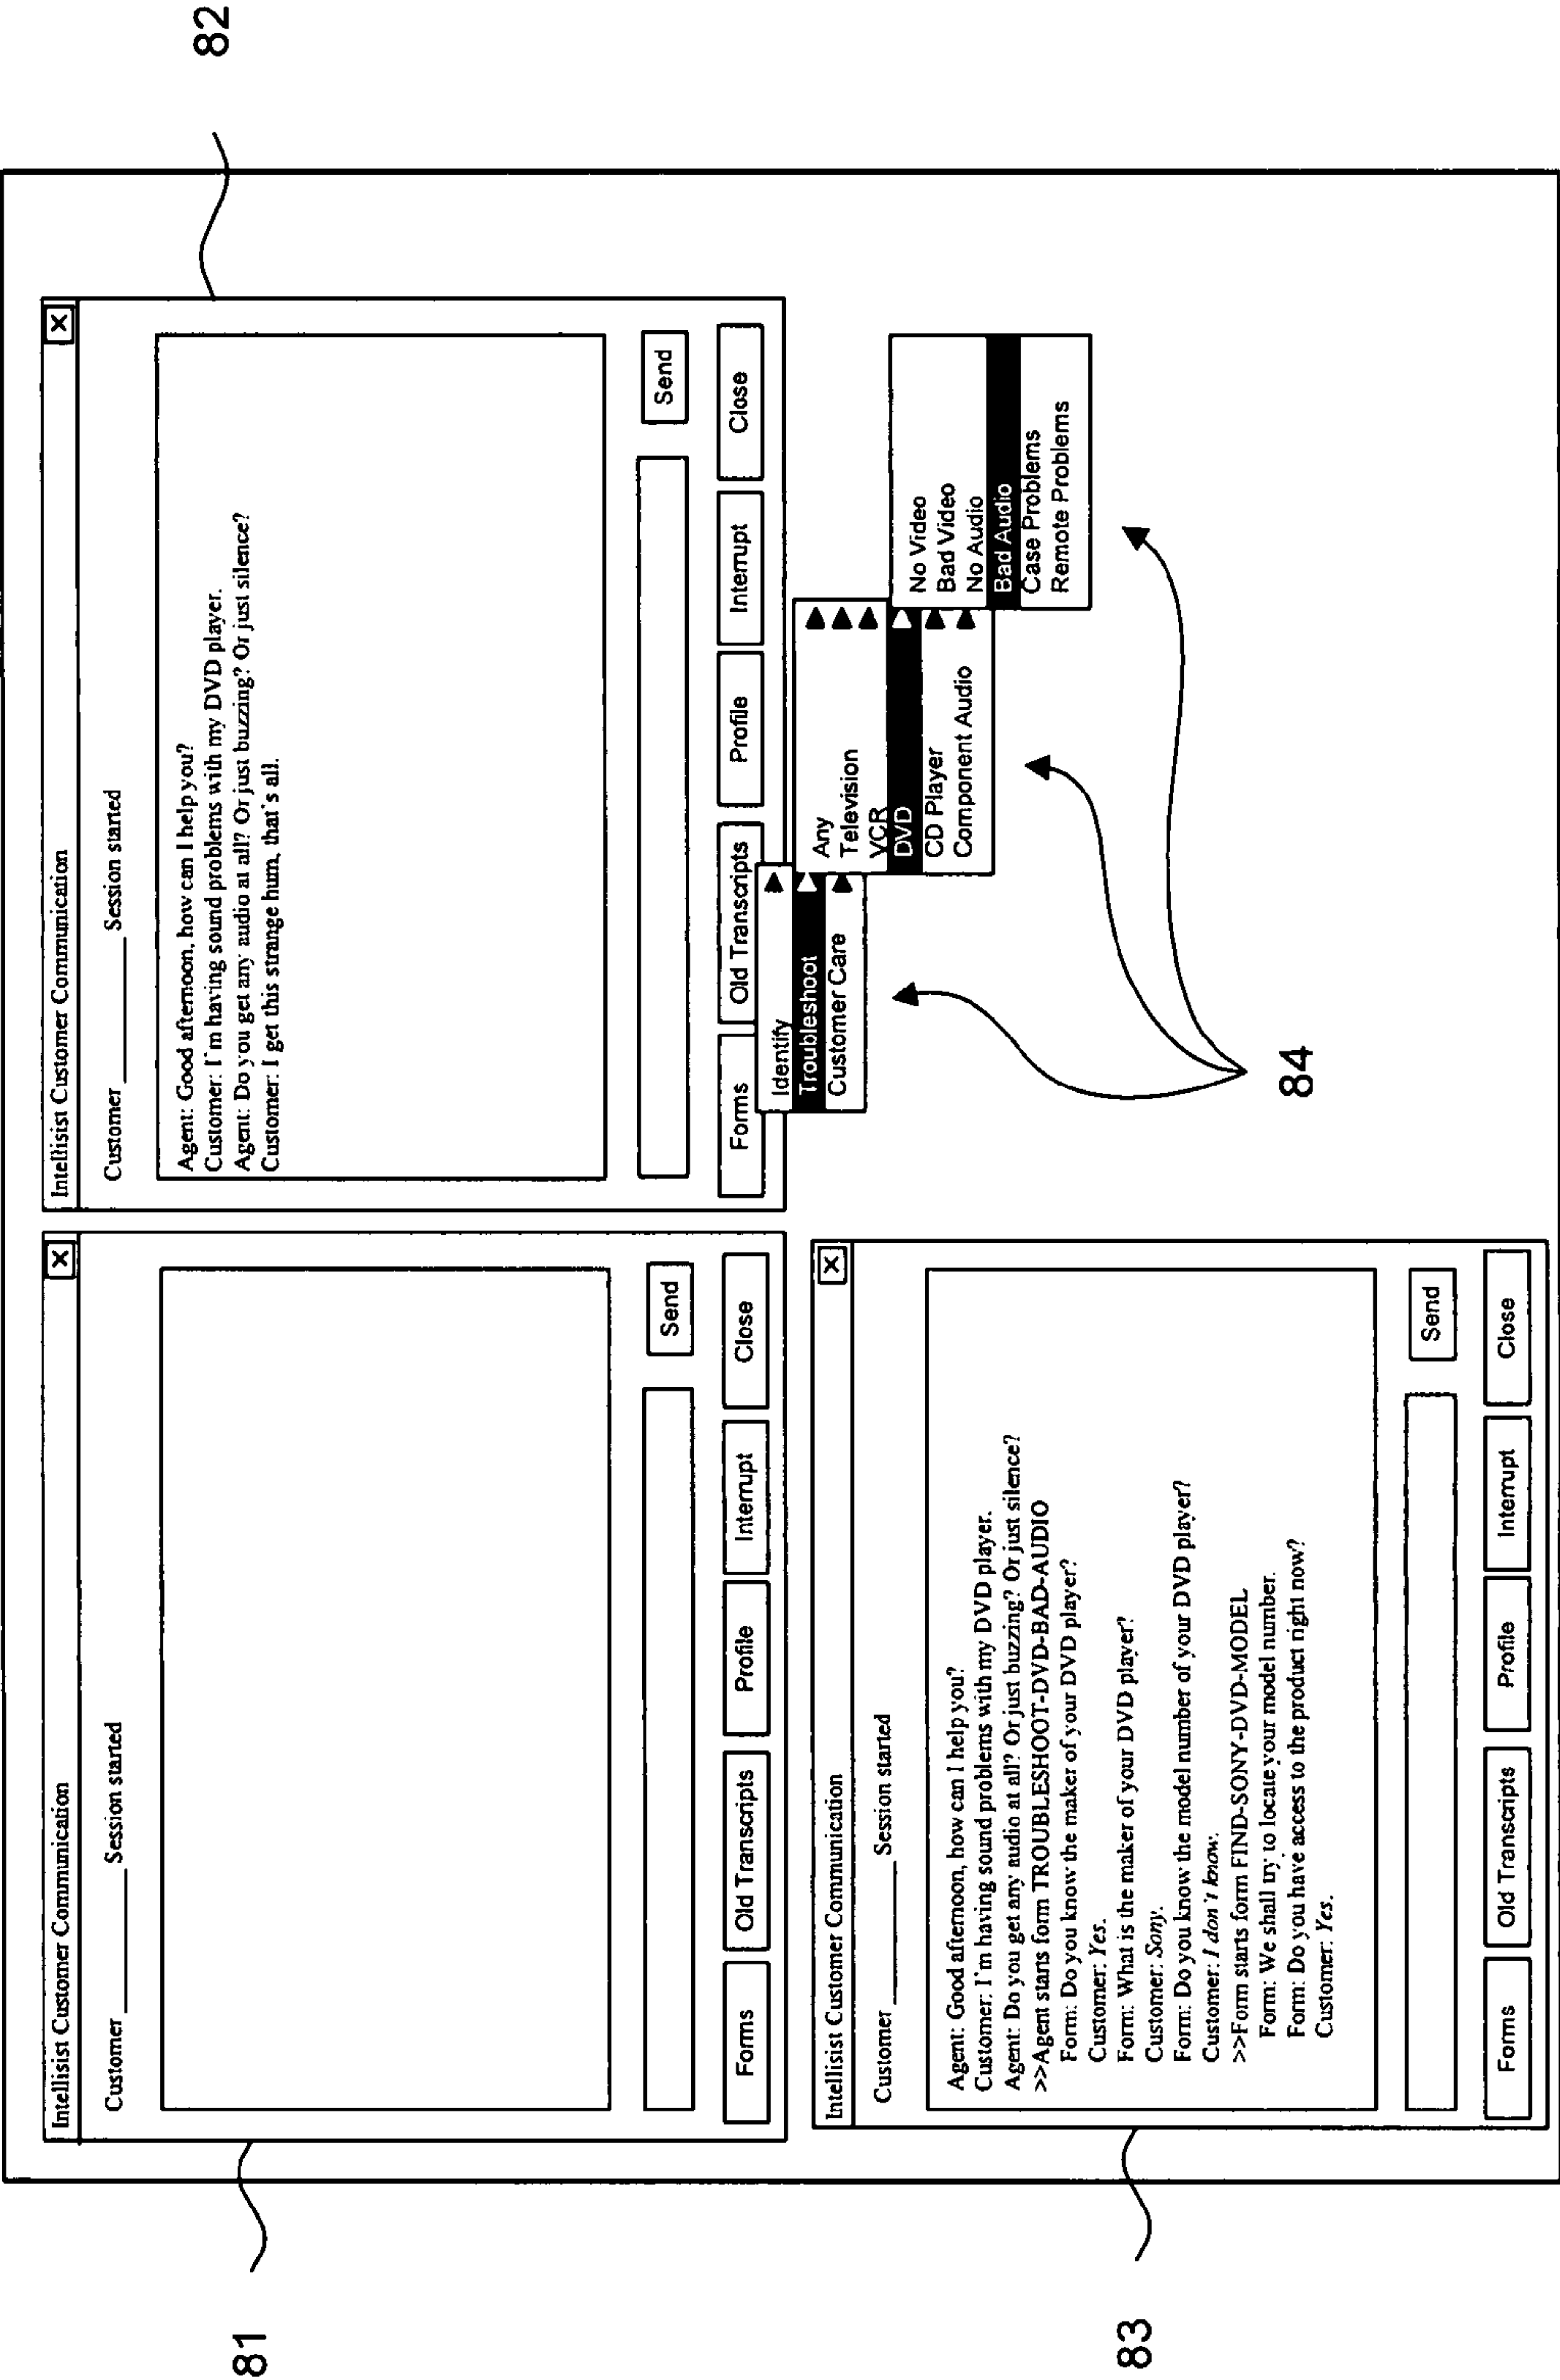 81
Intellisist Customer Communication
X
Customer ________ Session started
Send
Forms
Old Transcripts
Profile
Interrupt
Close
82
Intellisist Customer Communication
X
Customer ________ Session started
Agent: Good afternoon, how can I help you?
Customer: I'm having sound problems with my DVD player.
Agent: Do you get any audio at all? Or just buzzing? Or just silence?
Customer: I get this strange hum, that's all.
Send
Forms
Old Transcripts
Profile
Interrupt
Close
Identify
Troubleshoot
Customer Care
Any
Television
VCR
DVD
CD Player
Component Audio
No Video
Bad Video
No Audio
Bad Audio
Case Problems
Remote Problems
84
83
Intellisist Customer Communication
X
Customer ________ Session started
Agent: Good afternoon, how can I help you?
Customer: I'm having sound problems with my DVD player.
Agent: Do you get any audio at all? Or just buzzing? Or just silence?
>>Agent starts form TROUBLESHOOT-DVD-BAD-AUDIO
Form: Do you know the maker of your DVD player?
Customer: Yes.
Form: What is the maker of your DVD player?
Customer: Sony.
Form: Do you know the model number of your DVD player?
Customer: I don't know.
>>Form starts form FIND-SONY-DVD-MODEL
Form: We shall try to locate your model number.
Form: Do you have access to the product right now?
Customer: Yes.
Send
Forms
Old Transcripts
Profile
Interrupt
Close